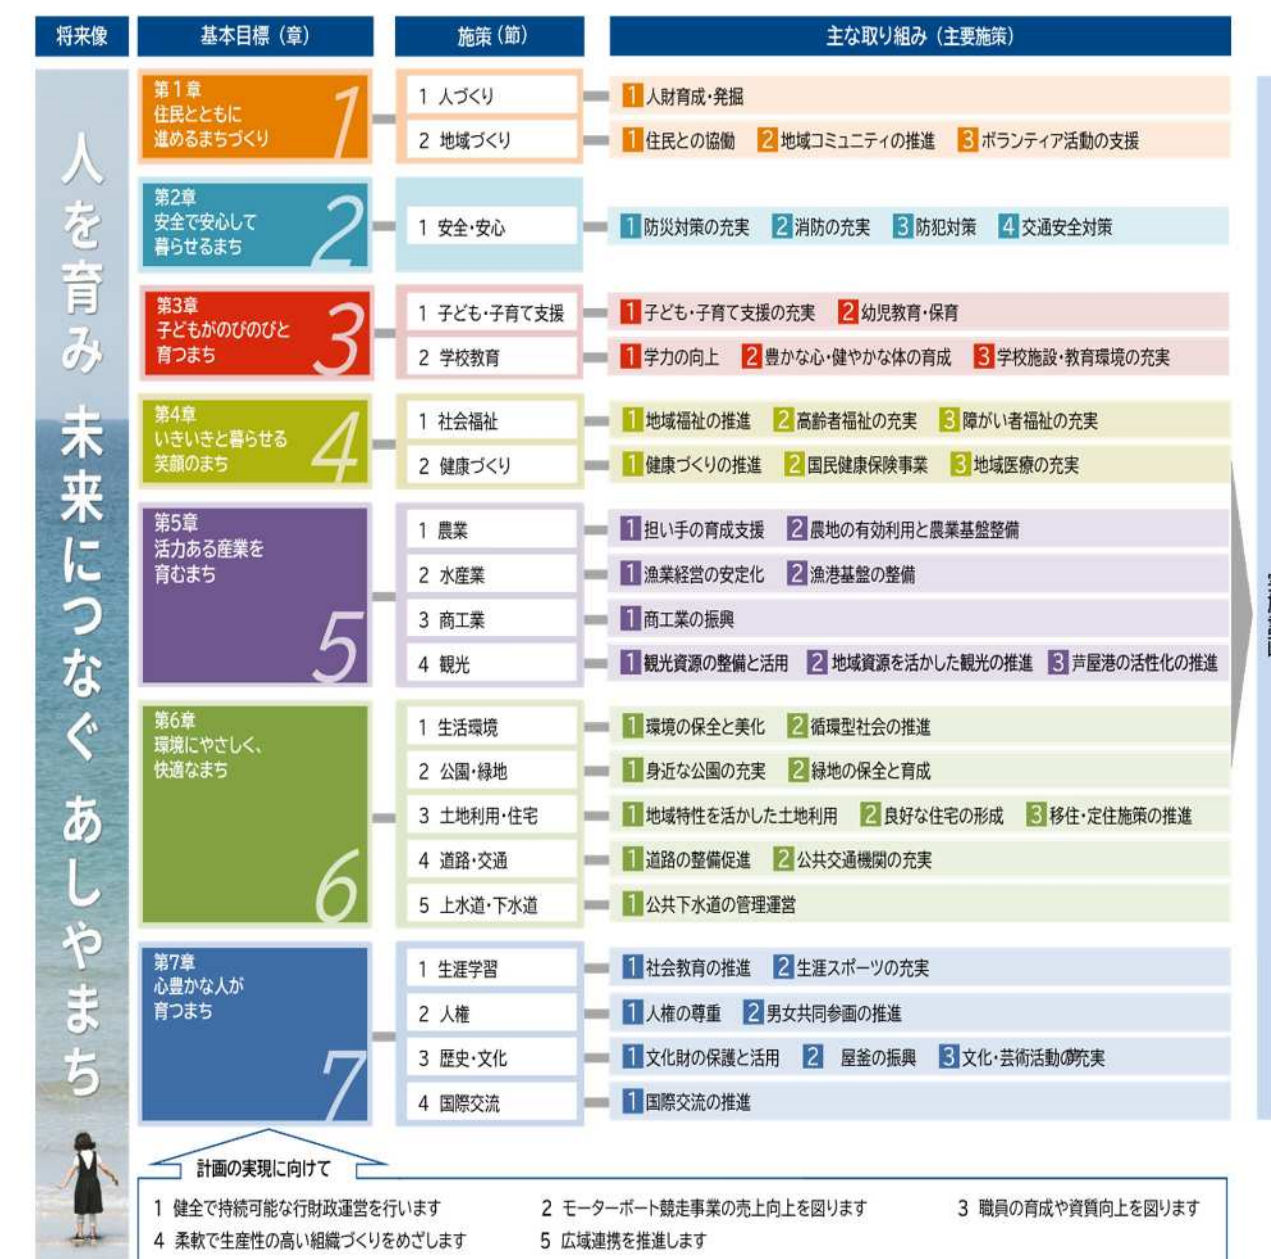 将来像
基本目標（章）
施策（節）
主な取り組み（主要施策）
人を育み 未来につなぐ あしやまち
第1章
住民とともに
進めるまちづくり
1
1 人づくり
1 人財育成・発掘
2 地域づくり
1 住民との協働 2 地域コミュニティの推進 3 ボランティア活動の支援
第2章
安全で安心して
暮らせるまち
2
1 安全・安心
1 防災対策の充実 2 消防の充実 3 防犯対策 4 交通安全対策
第3章
子どもがのびのびと
育つまち
3
1 子ども・子育て支援
1 子ども・子育て支援の充実 2 幼児教育・保育
2 学校教育
1 学力の向上 2 豊かな心・健やかな体の育成 3 学校施設・教育環境の充実
第4章
いきいきと暮らせる
笑顔のまち
4
1 社会福祉
1 地域福祉の推進 2 高齢者福祉の充実 3 障がい者福祉の充実
2 健康づくり
1 健康づくりの推進 2 国民健康保険事業 3 地域医療の充実
第5章
活力ある産業を
育むまち
5
1 農業
1 担い手の育成支援 2 農地の有効利用と農業基盤整備
2 水産業
1 漁業経営の安定化 2 漁港基盤の整備
3 商工業
1 商工業の振興
4 観光
1 観光資源の整備と活用 2 地域資源を活かした観光の推進 3 芦屋港の活性化の推進
第6章
環境にやさしく、
快適なまち
6
1 生活環境
1 環境の保全と美化 2 循環型社会の推進
2 公園・緑地
1 身近な公園の充実 2 緑地の保全と育成
3 土地利用・住宅
1 地域特性を活かした土地利用 2 良好な住宅の形成 3 移住・定住施策の推進
4 道路・交通
1 道路の整備促進 2 公共交通機関の充実
5 上水道・下水道
1 公共下水道の管理運営
第7章
心豊かな人が
育つまち
7
1 生涯学習
1 社会教育の推進 2 生涯スポーツの充実
2 人権
1 人権の尊重 2 男女共同参画の推進
3 歴史・文化
1 文化財の保護と活用 2 屋釜の振興 3 文化・芸術活動の充実
4 国際交流
1 国際交流の推進
計画の実現に向けて
1 健全で持続可能な行財政運営を行います 2 モーターボート競走事業の売上向上を図ります 3 職員の育成や資質向上を図ります
4 柔軟で生産性の高い組織づくりをめざします 5 広域連携を推進します